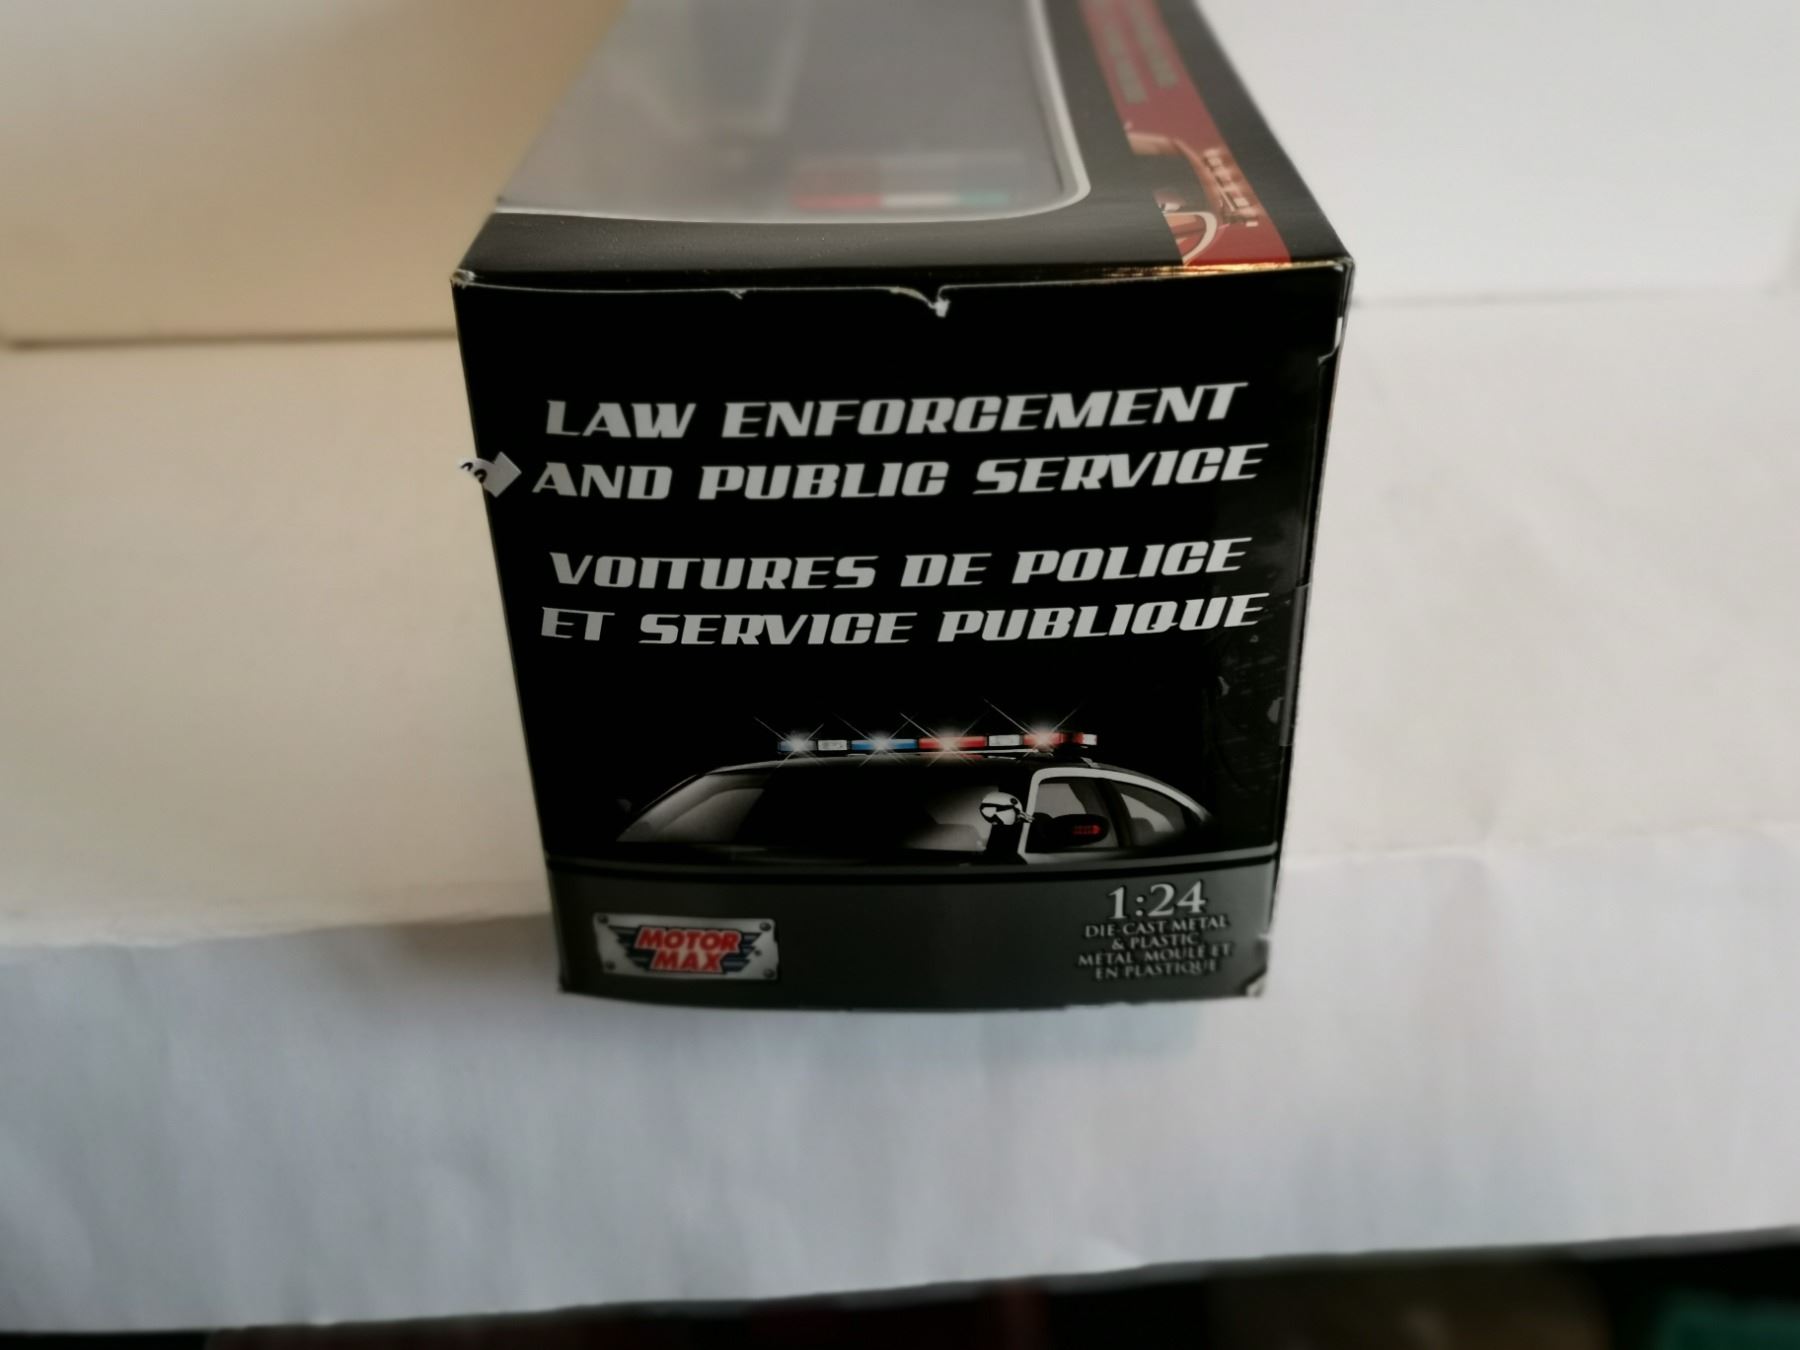 LAW ENFORCEMENT
AND PUBLIC SERVICE
VOITURES DE POLICE
ET SERVICE PUBLIQUE
MOTOR
MAX
1:24
DIE-CAST METAL
& PLASTIC
MÉTAL MOULÉ ET
EN PLASTIQUE